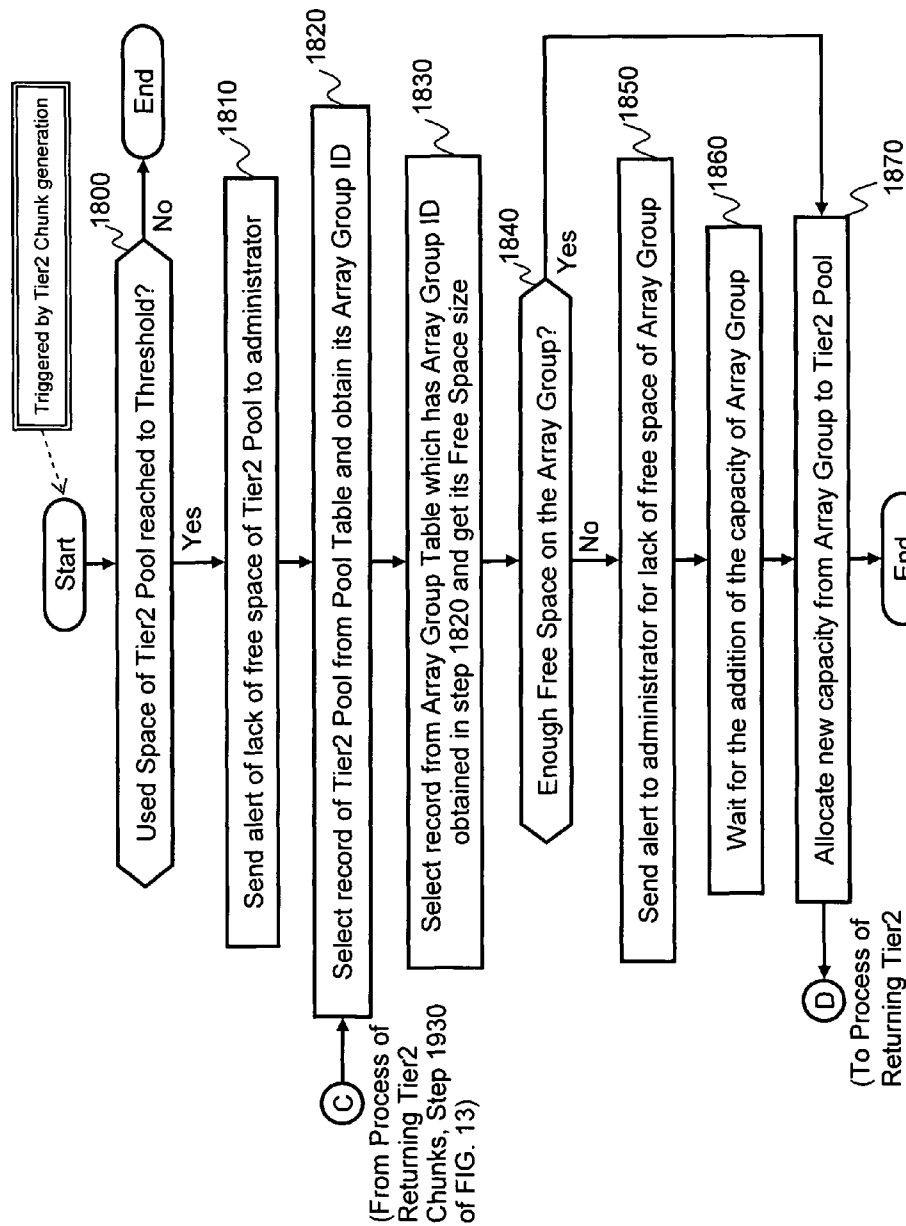 Triggered by Tier2 Chunk generation
Start
1800
Used Space of Tier2 Pool reached to Threshold?
No
End
Yes
1810
Send alert of lack of free space of Tier2 Pool to administrator
1820
Select record of Tier2 Pool from Pool Table and obtain its Array Group ID
C
(From Process of
Returning Tier2
Chunks, Step 1930
of FIG. 13)
1830
Select record from Array Group Table which has Array Group ID
obtained in step 1820 and get its Free Space size
1840
Enough Free Space on the Array Group?
Yes
No
1850
Send alert to administrator for lack of free space of Array Group
1860
Wait for the addition of the capacity of Array Group
1870
Allocate new capacity from Array Group to Tier2 Pool
D
(To Process of
Returning Tier2
End